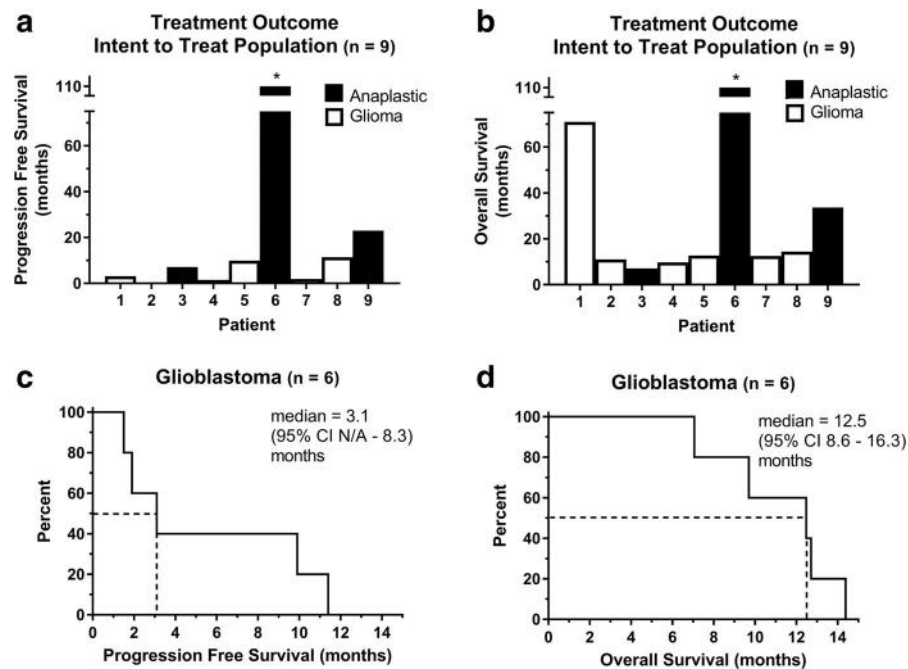 a
Treatment Outcome
Intent to Treat Population (n = 9)
110
*
Anaplastic
Glioma
60
40
20
0
Progression Free Survival
(months)
1 2 3 4 5 6 7 8 9
Patient
b
Treatment Outcome
Intent to Treat Population (n = 9)
110
*
Anaplastic
Glioma
60
40
20
0
Overall Survival
(months)
1 2 3 4 5 6 7 8 9
Patient
c
Glioblastoma (n = 6)
median = 3.1
(95% CI N/A - 8.3)
months
100
80
60
40
20
0
Percent
0 2 4 6 8 10 12 14
Progression Free Survival (months)
d
Glioblastoma (n = 6)
median = 12.5
(95% CI 8.6 - 16.3)
months
100
80
60
40
20
0
Percent
0 2 4 6 8 10 12 14
Overall Survival (months)